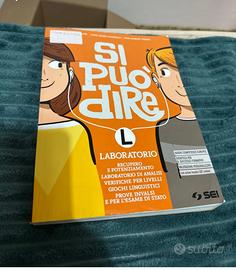 SI
PUÒ
DIRE
L
LABORATORIO
RECUPERO
E POTENZIAMENTO
LABORATORIO DI ANALISI
VERIFICHE PER LIVELLI
GIOCHI LINGUISTICI
PROVE INVALSI
E PER L'ESAME DI STATO
SEI
subito